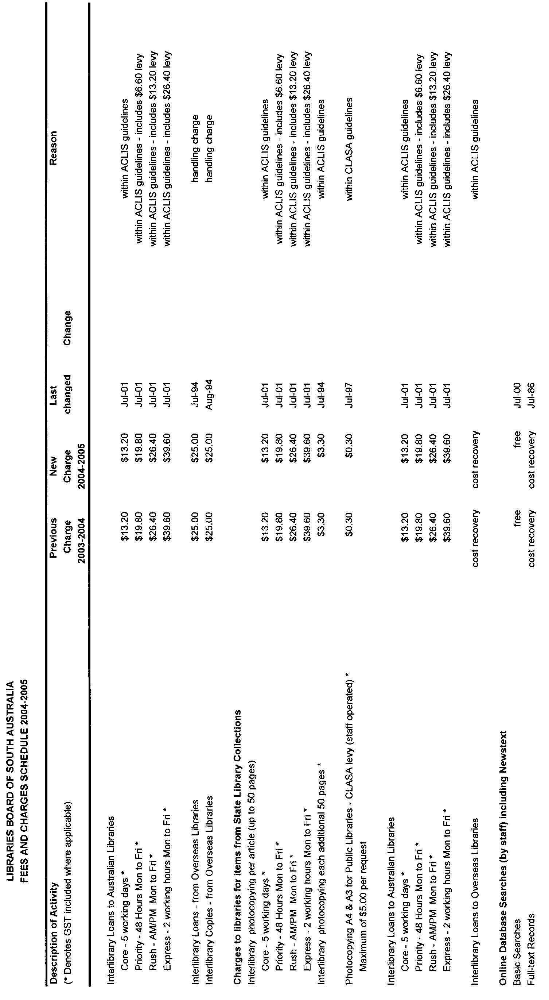 LIBRARIES BOARD OF SOUTH AUSTRALIA
FEES AND CHARGES SCHEDULE 2004-2005
Description of Activity Previous New Last Reason
(* Denotes GST included where applicable) Charge Charge changed Change
2003-2004 2004-2005
Interlibrary Loans to Australian Libraries
Core - 5 working days * $13.20 $13.20 Jul-01 within ACLIS guidelines
Priority - 48 Hours Mon to Fri * $19.80 $19.80 Jul-01 within ACLIS guidelines - includes $6.60 levy
Rush - AM/PM Mon to Fri * $26.40 $26.40 Jul-01 within ACLIS guidelines - includes $13.20 levy
Express - 2 working hours Mon to Fri * $39.60 $39.60 Jul-01 within ACLIS guidelines - includes $26.40 levy
Interlibrary Loans - from Overseas Libraries $25.00 $25.00 Jul-94 handling charge
Interlibrary Copies - from Overseas Libraries $25.00 $25.00 Aug-94 handling charge
Charges to libraries for items from State Library Collections
Interlibrary photocopying per article (up to 50 pages)
Core - 5 working days * $13.20 $13.20 Jul-01 within ACLIS guidelines
Priority - 48 Hours Mon to Fri * $19.80 $19.80 Jul-01 within ACLIS guidelines - includes $6.60 levy
Rush - AM/PM Mon to Fri * $26.40 $26.40 Jul-01 within ACLIS guidelines - includes $13.20 levy
Express - 2 working hours Mon to Fri * $39.60 $39.60 Jul-01 within ACLIS guidelines - includes $26.40 levy
Interlibrary photocopying each additional 50 pages * $3.30 $3.30 Jul-94 within ACLIS guidelines
Photocopying A4 & A3 for Public Libraries - CLASA levy (staff operated) * $0.30 $0.30 Jul-97 within CLASA guidelines
Maximum of $5.00 per request
Interlibrary Loans to Australian Libraries
Core - 5 working days * $13.20 $13.20 Jul-01 within ACLIS guidelines
Priority - 48 Hours Mon to Fri * $19.80 $19.80 Jul-01 within ACLIS guidelines - includes $6.60 levy
Rush - AM/PM Mon to Fri * $26.40 $26.40 Jul-01 within ACLIS guidelines - includes $13.20 levy
Express - 2 working hours Mon to Fri * $39.60 $39.60 Jul-01 within ACLIS guidelines - includes $26.40 levy
Interlibrary Loans to Overseas Libraries cost recovery cost recovery within ACLIS guidelines
Online Database Searches (by staff) including Newstext
Basic Searches free free Jul-00
Full-text Records cost recovery cost recovery Jul-86